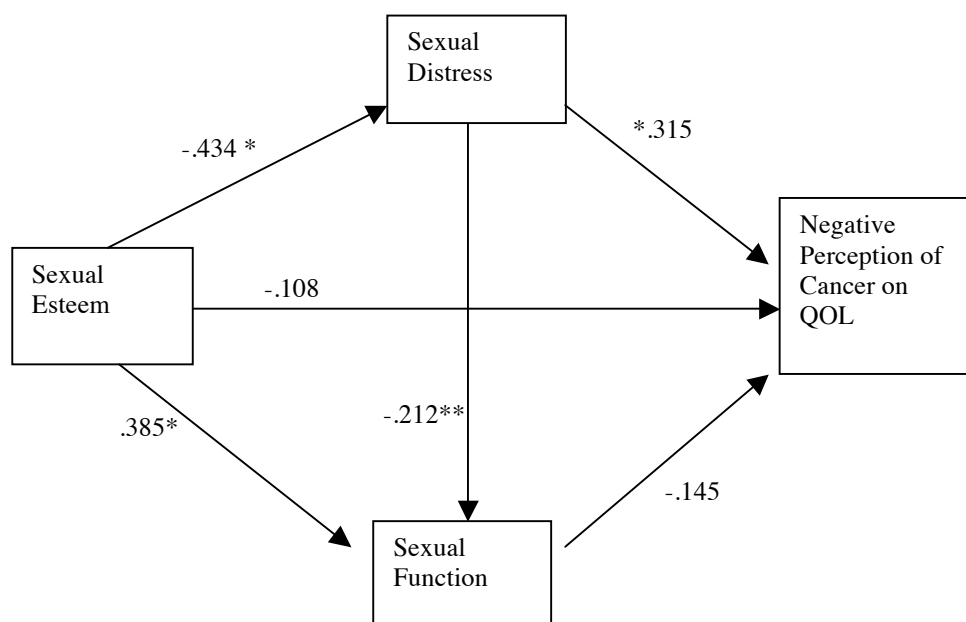 Sexual
Distress
-.434 *
*.315
Negative
Perception of
Cancer on
QOL
Sexual
Esteem
-.108
.385*
-.212**
-.145
Sexual
Function